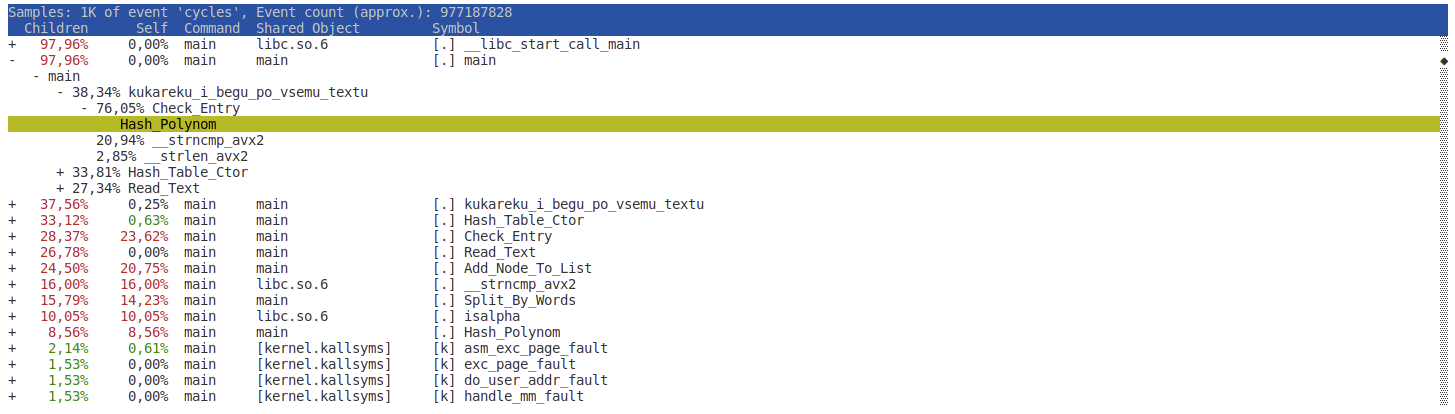 Samples: 1K of event 'cycles', Event count (approx.): 977187828
  Children      Self  Command  Shared Object         Symbol
+   97,96%     0,00%  main     libc.so.6             [.] __libc_start_call_main
-   97,96%     0,00%  main     main                  [.] main
   - main
      - 38,34% kukareku_i_begu_po_vsemu_textu
         - 76,05% Check_Entry
              Hash_Polynom
           20,94% __strncmp_avx2
           2,85% __strlen_avx2
      + 33,81% Hash_Table_Ctor
      + 27,34% Read_Text
+   37,56%     0,25%  main     main                  [.] kukareku_i_begu_po_vsemu_textu
+   33,12%     0,63%  main     main                  [.] Hash_Table_Ctor
+   28,37%    23,62%  main     main                  [.] Check_Entry
+   26,78%     0,00%  main     main                  [.] Read_Text
+   24,50%    20,75%  main     main                  [.] Add_Node_To_List
+   16,00%    16,00%  main     libc.so.6             [.] __strncmp_avx2
+   15,79%    14,23%  main     main                  [.] Split_By_Words
+   10,05%    10,05%  main     libc.so.6             [.] isalpha
+    8,56%     8,56%  main     main                  [.] Hash_Polynom
+    2,14%     0,61%  main     [kernel.kallsyms]     [k] asm_exc_page_fault
+    1,53%     0,00%  main     [kernel.kallsyms]     [k] exc_page_fault
+    1,53%     0,00%  main     [kernel.kallsyms]     [k] do_user_addr_fault
+    1,53%     0,00%  main     [kernel.kallsyms]     [k] handle_mm_fault